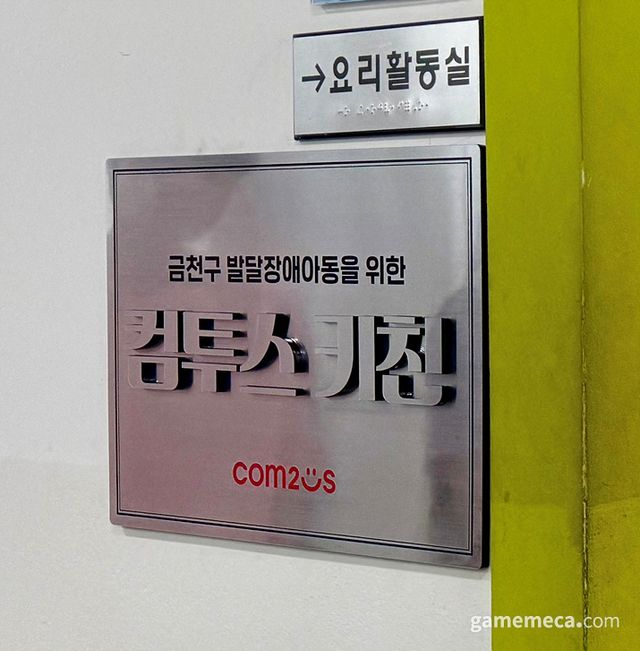 →요리활동실
금천구 발달장애아동을 위한
컴투스 키친
com2us
gamemeca.com